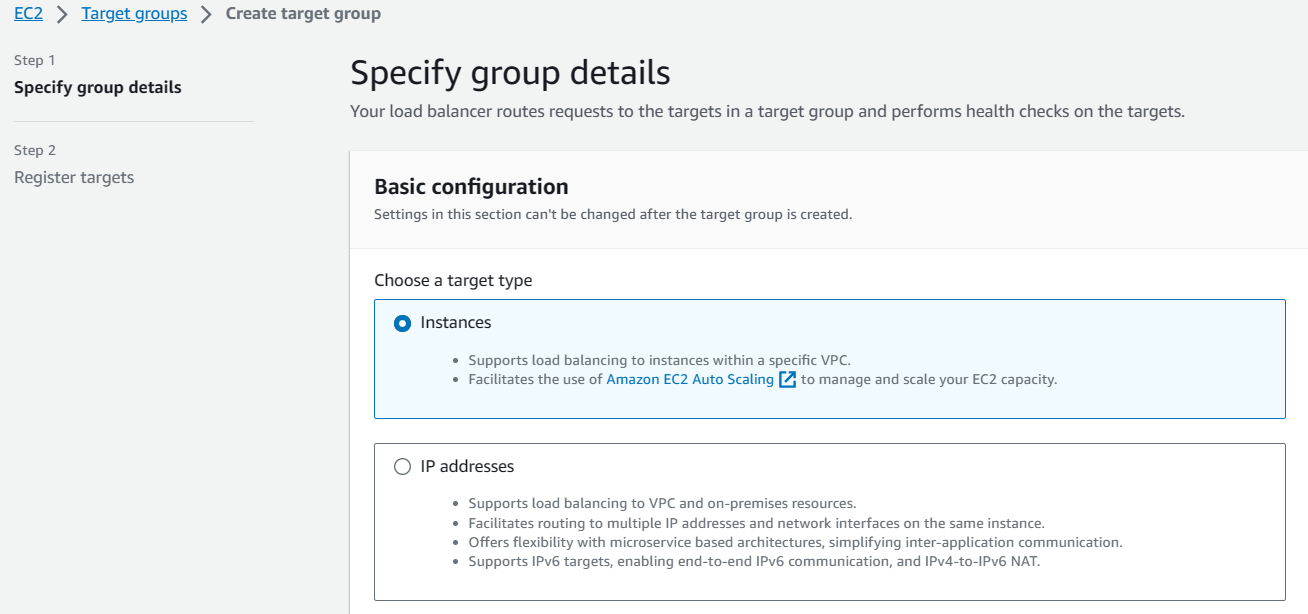 EC2 > Target groups > Create target group
Step 1
Specify group details
Step 2
Register targets
Specify group details
Your load balancer routes requests to the targets in a target group and performs health checks on the targets.
Basic configuration
Settings in this section can't be changed after the target group is created.
Choose a target type
Instances
• Supports load balancing to instances within a specific VPC.
• Facilitates the use of Amazon EC2 Auto Scaling to manage and scale your EC2 capacity.
IP addresses
• Supports load balancing to VPC and on-premises resources.
• Facilitates routing to multiple IP addresses and network interfaces on the same instance.
• Offers flexibility with microservice based architectures, simplifying inter-application communication.
• Supports IPv6 targets, enabling end-to-end IPv6 communication, and IPv4-to-IPv6 NAT.